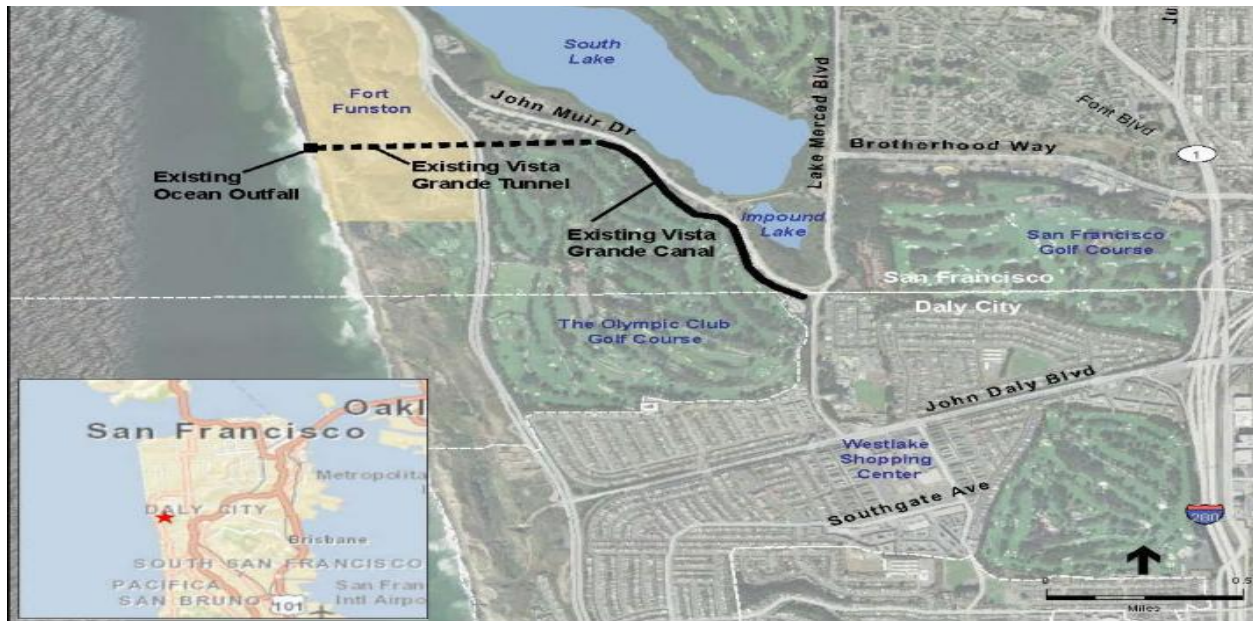 South
Lake
Fort
Funston
John Muir Dr
Lake Merced Blvd
Font Blvd
Brotherhood Way
1
Existing
Ocean Outfall
Existing Vista
Grande Tunnel
Existing Vista
Grande Canal
Impound
Lake
San Francisco
Golf Course
San Francisco
Daly City
The Olympic Club
Golf Course
John Daly Blvd
Westlake
Shopping
Center
Southgate Ave
280
0 0.5
Miles
Oakl
San Francisco
Metropolita
DALY CITY
Brisbane
SOUTH SAN FRANCISCO
PACIFICA
SAN BRUNO
101
San Fran
Intl Airpo